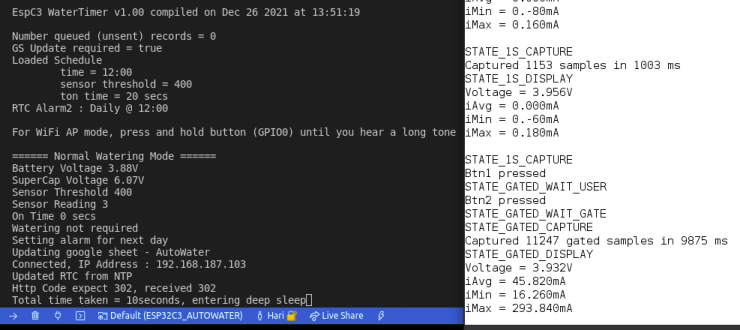 EspC3 WaterTimer v1.00 compiled on Dec 26 2021 at 13:51:19
Number queued (unsent) records = 0
GS Update required = true
Loaded Schedule
time = 12:00
sensor threshold = 400
ton time = 20 secs
RTC Alarm2 : Daily @ 12:00
For WiFi AP mode, press and hold button (GPIO0) until you hear a long tone
====== Normal Watering Mode ======
Battery Voltage 3.88V
SuperCap Voltage 6.07V
Sensor Threshold 400
Sensor Reading 3
On Time 0 secs
Watering not required
Setting alarm for next day
Updating google sheet - AutoWater
Connected, IP Address : 192.168.187.103
Updated RTC from NTP
Http Code expect 302, received 302
Total time taken = 10seconds, entering deep sleep
Default (ESP32C3_AUTOWATER) Hari Live Share
iMin = 0.-80mA
iMax = 0.160mA
STATE_1S_CAPTURE
Captured 1153 samples in 1003 ms
STATE_1S_DISPLAY
Voltage = 3.956V
iAvg = 0.000mA
iMin = 0.-60mA
iMax = 0.180mA
STATE_1S_CAPTURE
Btn1 pressed
STATE_GATED_WAIT_USER
Btn2 pressed
STATE_GATED_WAIT_GATE
STATE_GATED_CAPTURE
Captured 11247 gated samples in 9875 ms
STATE_GATED_DISPLAY
Voltage = 3.932V
iAvg = 45.820mA
iMin = 16.260mA
iMax = 293.840mA